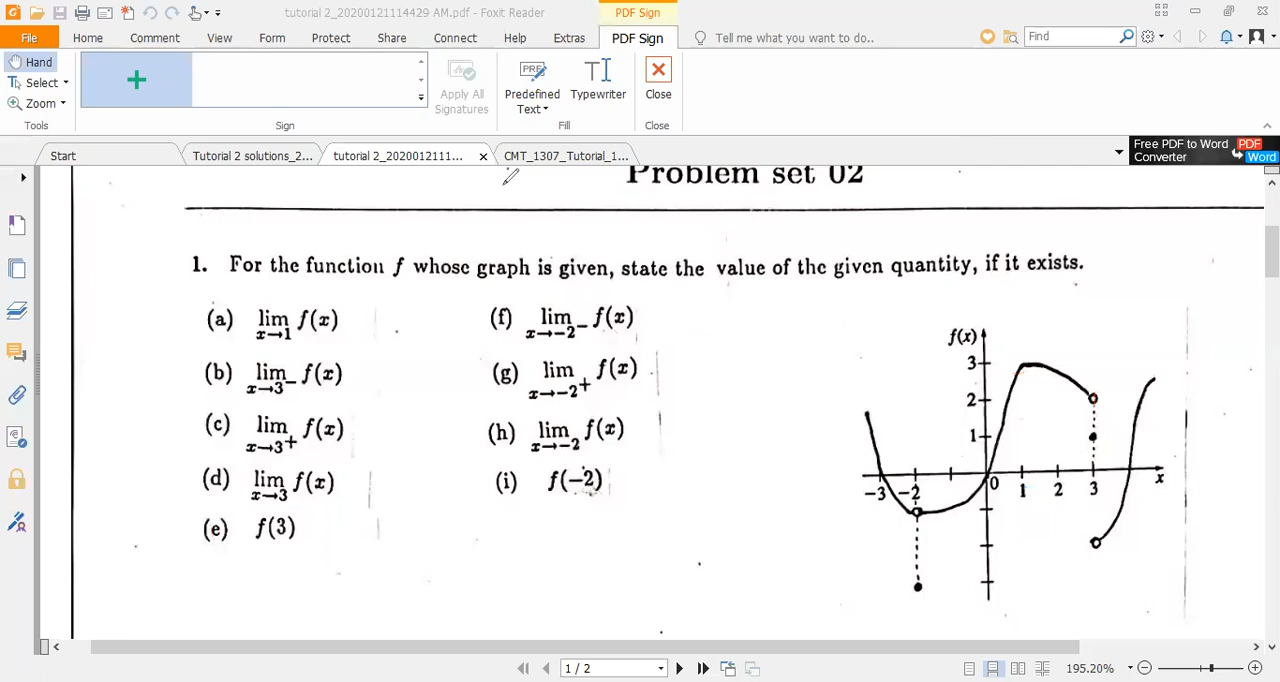 tutorial 2_20200121114429 AM.pdf - Foxit Reader
PDF Sign
File Home Comment View Form Protect Share Connect Help Extras PDF Sign Tell me what you want to do.. Find
Hand
Select
Zoom
Tools
Sign
Apply All
Signatures
PRE
Predefined
Text
Typewriter
Fill
Close
Close
Start
Tutorial 2 solutions_2...
tutorial 2_2020012111...
CMT_1307_Tutorial_1...
Free PDF to Word
Converter
PDF
Word
Problem set 02
1. For the function f whose graph is given, state the value of the given quantity, if it exists.
(a) lim x→1 f(x)
(b) lim x→3− f(x)
(c) lim x→3+ f(x)
(d) lim x→3 f(x)
(e) f(3)
(f) lim x→−2− f(x)
(g) lim x→−2+ f(x)
(h) lim x→−2 f(x)
(i) f(−2)
f(x)
3
2
1
−3 −2 0 1 2 3 x
1 / 2
195.20%